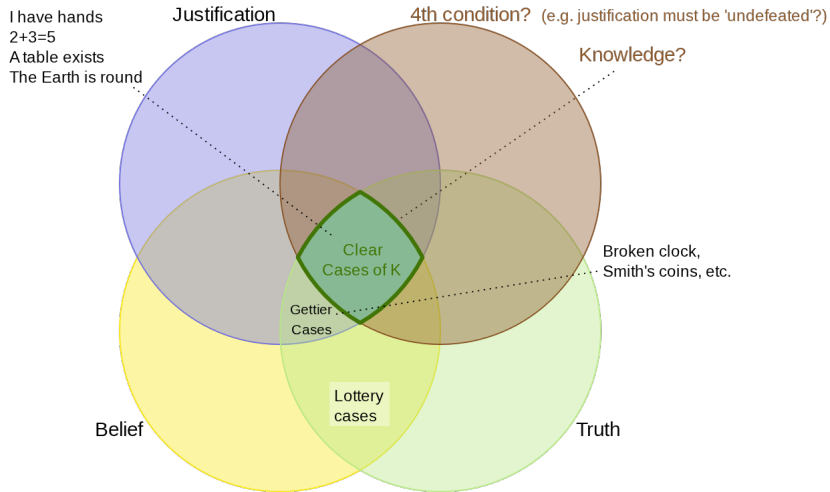 I have hands
2+3=5
A table exists
The Earth is round
Justification
4th condition? (e.g. justification must be 'undefeated'?)
Knowledge?
Clear
Cases of K
Broken clock,
Smith's coins, etc.
Gettier
Cases
Lottery
cases
Belief
Truth